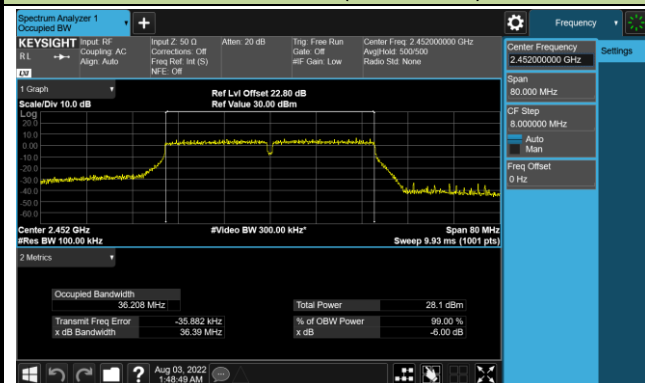 Spectrum Analyzer 1
Occupied BW
+
Frequency
KEYSIGHT
R L
LXI
Input: RF
Coupling: AC
Align: Auto
Input Z: 50 Ω
Corrections: Off
Freq Ref: Int (S)
NFE: Off
Atten: 20 dB
Trig: Free Run
Gate: Off
#IF Gain: Low
Center Freq: 2.452000000 GHz
Avg|Hold: 500/500
Radio Std: None
Center Frequency
2.452000000 GHz
Settings
Span
80.000 MHz
CF Step
8.000000 MHz
Auto
Man
Freq Offset
0 Hz
1 Graph
Scale/Div 10.0 dB
Ref Lvl Offset 22.80 dB
Ref Value 30.00 dBm
Log
20.0
10.0
0.00
-10.0
-20.0
-30.0
-40.0
-50.0
-60.0
Center 2.452 GHz
#Res BW 100.00 kHz
#Video BW 300.00 kHz*
Span 80 MHz
Sweep 9.93 ms (1001 pts)
2 Metrics
Occupied Bandwidth
36.208 MHz
Total Power 28.1 dBm
Transmit Freq Error -35.882 kHz
% of OBW Power 99.00 %
x dB Bandwidth 36.39 MHz
x dB -6.00 dB
?
Aug 03, 2022
1:48:49 AM